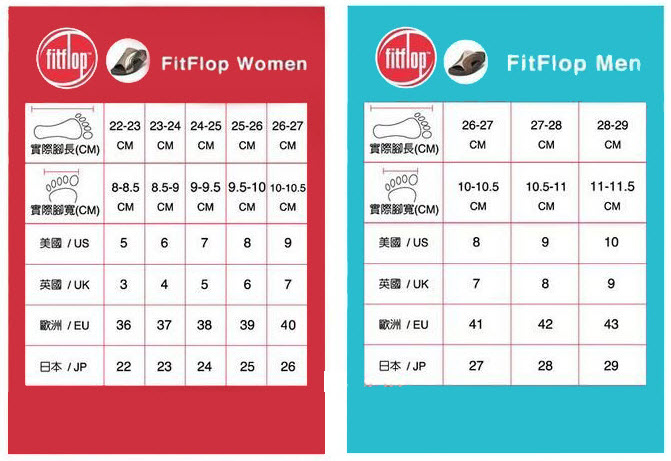 fitflop™
FitFlop Women
實際腳長(CM) 22-23 CM 23-24 CM 24-25 CM 25-26 CM 26-27 CM
實際腳寬(CM) 8-8.5 CM 8.5-9 CM 9-9.5 CM 9.5-10 CM 10-10.5 CM
美國 / US 5 6 7 8 9
英國 / UK 3 4 5 6 7
歐洲 / EU 36 37 38 39 40
日本 / JP 22 23 24 25 26
fitflop™
FitFlop Men
實際腳長(CM) 26-27 CM 27-28 CM 28-29 CM
實際腳寬(CM) 10-10.5 CM 10.5-11 CM 11-11.5 CM
美國 / US 8 9 10
英國 / UK 7 8 9
歐洲 / EU 41 42 43
日本 / JP 27 28 29